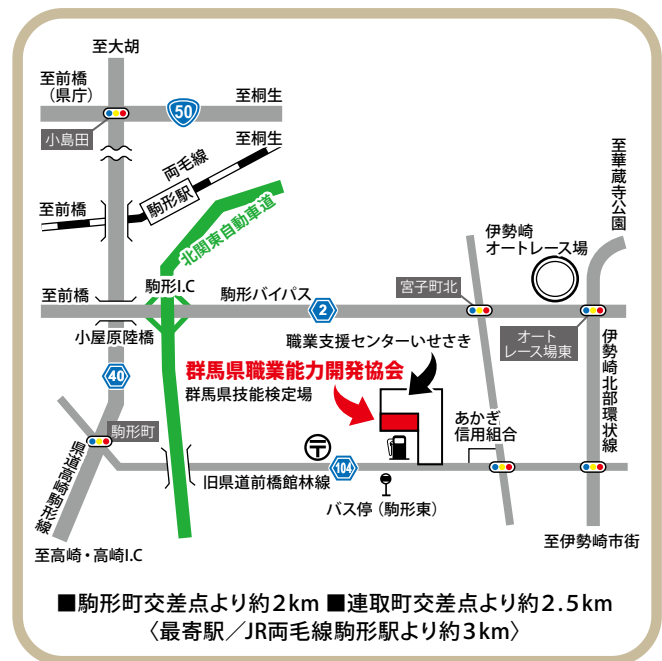 至大胡
至前橋
（県庁）
50
至桐生
小島田
至桐生
両毛線
駒形駅
至前橋
北関東自動車道
至華蔵寺公園
伊勢崎
オートレース場
駒形I.C
至前橋
駒形バイパス
2
宮子町北
小屋原陸橋
オート
レース場東
職業支援センターいせさき
伊勢崎北部環状線
群馬県職業能力開発協会
群馬県技能検定場
40
駒形町
あかぎ
信用組合
県道高崎駒形線
〒
104
旧県道前橋館林線
バス停（駒形東）
至高崎・高崎I.C
至伊勢崎市街
■駒形町交差点より約2km ■連取町交差点より約2.5km
〈最寄駅／JR両毛線駒形駅より約3km〉